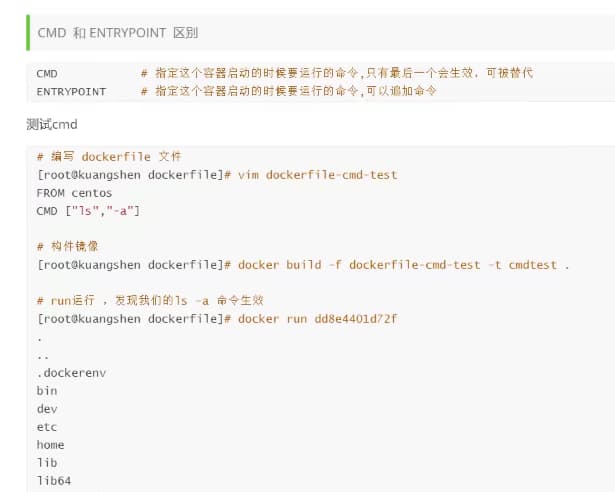 CMD 和 ENTRYPOINT 区别
CMD # 指定这个容器启动的时候要运行的命令,只有最后一个会生效，可被替代
ENTRYPOINT # 指定这个容器启动的时候要运行的命令,可以追加命令
测试cmd
# 编写 dockerfile 文件
[root@kuangshen dockerfile]# vim dockerfile-cmd-test
FROM centos
CMD ["ls","-a"]
# 构件镜像
[root@kuangshen dockerfile]# docker build -f dockerfile-cmd-test -t cmdtest .
# run运行 ，发现我们的ls -a 命令生效
[root@kuangshen dockerfile]# docker run dd8e4401d72f
.
..
.dockerenv
bin
dev
etc
home
lib
lib64